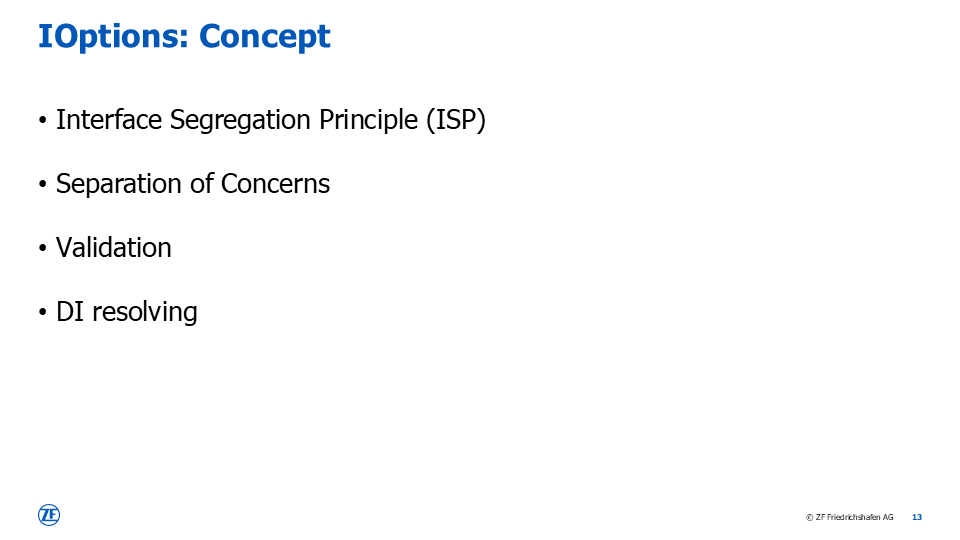 IOptions: Concept
• Interface Segregation Principle (ISP)
• Separation of Concerns
• Validation
• DI resolving
ZF
© ZF Friedrichshafen AG 13